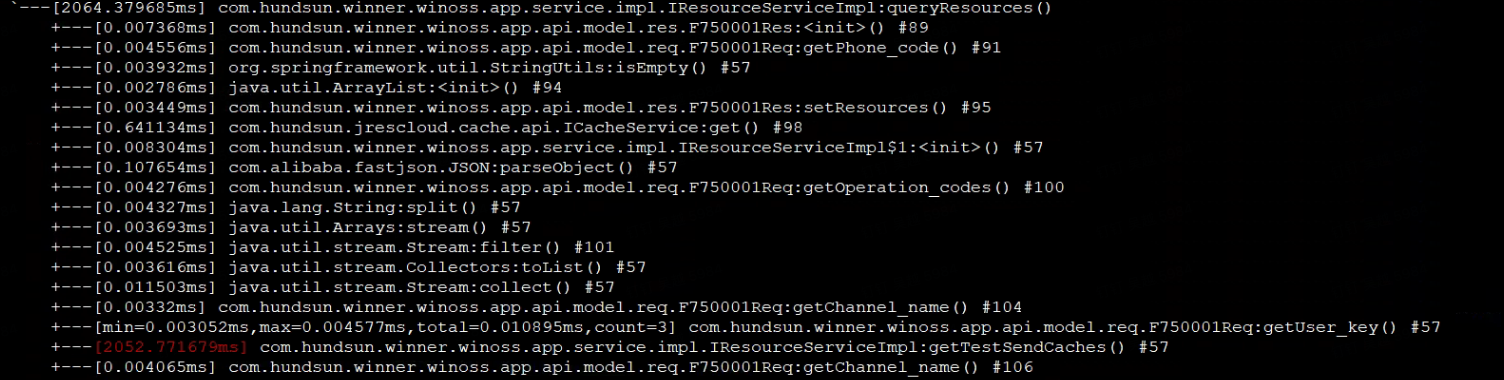 `---[2064.379685ms] com.hundsun.winner.winoss.app.service.impl.IResourceServiceImpl:queryResources()
+---[0.007368ms] com.hundsun.winner.winoss.app.api.model.res.F750001Res:<init>() #89
+---[0.004556ms] com.hundsun.winner.winoss.app.api.model.req.F750001Req:getPhone_code() #91
+---[0.003932ms] org.springframework.util.StringUtils:isEmpty() #57
+---[0.002786ms] java.util.ArrayList:<init>() #94
+---[0.003449ms] com.hundsun.winner.winoss.app.api.model.res.F750001Res:setResources() #95
+---[0.641134ms] com.hundsun.jrescloud.cache.api.ICacheService:get() #98
+---[0.008304ms] com.hundsun.winner.winoss.app.service.impl.IResourceServiceImpl$1:<init>() #57
+---[0.107654ms] com.alibaba.fastjson.JSON:parseObject() #57
+---[0.004276ms] com.hundsun.winner.winoss.app.api.model.req.F750001Req:getOperation_codes() #100
+---[0.004327ms] java.lang.String:split() #57
+---[0.003693ms] java.util.Arrays:stream() #57
+---[0.004525ms] java.util.stream.Stream:filter() #101
+---[0.003616ms] java.util.stream.Collectors:toList() #57
+---[0.011503ms] java.util.stream.Stream:collect() #57
+---[0.00332ms] com.hundsun.winner.winoss.app.api.model.req.F750001Req:getChannel_name() #104
+---[min=0.003052ms,max=0.004577ms,total=0.010895ms,count=3] com.hundsun.winner.winoss.app.api.model.req.F750001Req:getUser_key() #57
+---[2052.771679ms] com.hundsun.winner.winoss.app.service.impl.IResourceServiceImpl:getTestSendCaches() #57
+---[0.004065ms] com.hundsun.winner.winoss.app.api.model.req.F750001Req:getChannel_name() #106